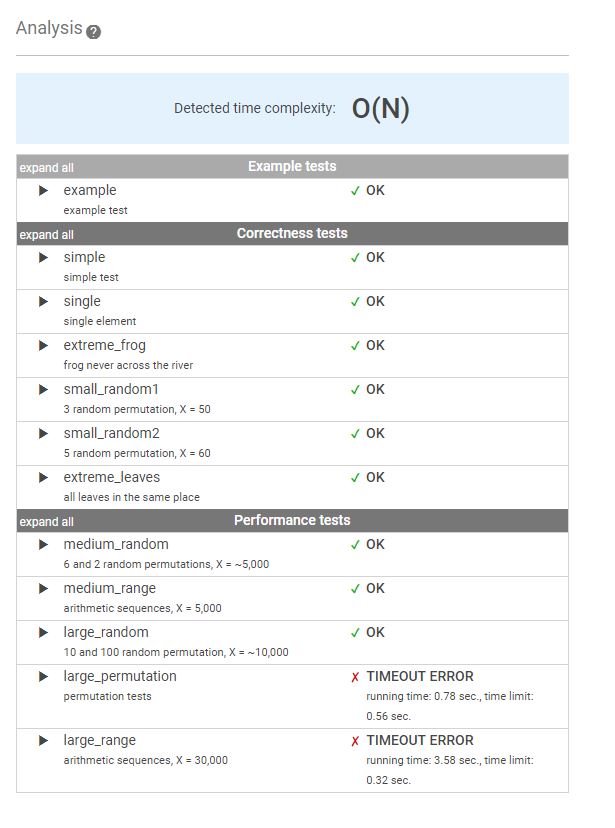 Analysis ?
Detected time complexity: O(N)
expand all Example tests
example ✓ OK
example test
expand all Correctness tests
simple ✓ OK
simple test
single ✓ OK
single element
extreme_frog ✓ OK
frog never across the river
small_random1 ✓ OK
3 random permutation, X = 50
small_random2 ✓ OK
5 random permutation, X = 60
extreme_leaves ✓ OK
all leaves in the same place
expand all Performance tests
medium_random ✓ OK
6 and 2 random permutations, X = ~5,000
medium_range ✓ OK
arithmetic sequences, X = 5,000
large_random ✓ OK
10 and 100 random permutation, X = ~10,000
large_permutation ✗ TIMEOUT ERROR
permutation tests running time: 0.78 sec., time limit:
0.56 sec.
large_range ✗ TIMEOUT ERROR
arithmetic sequences, X = 30,000 running time: 3.58 sec., time limit:
0.32 sec.